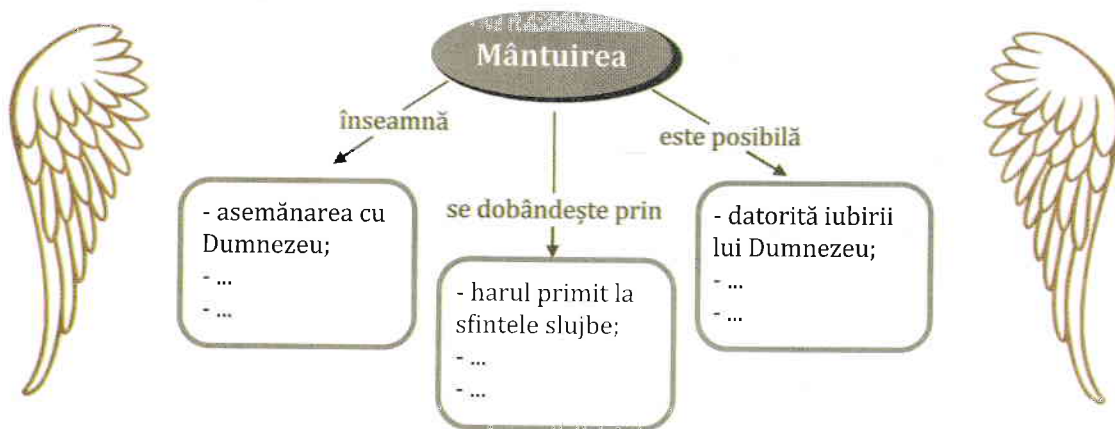 Mântuirea
înseamnă
este posibilă
se dobândește prin
- asemănarea cu
Dumnezeu;
- ...
- ...
- harul primit la
sfintele slujbe;
- ...
- ...
- datorită iubirii
lui Dumnezeu;
- ...
- ...